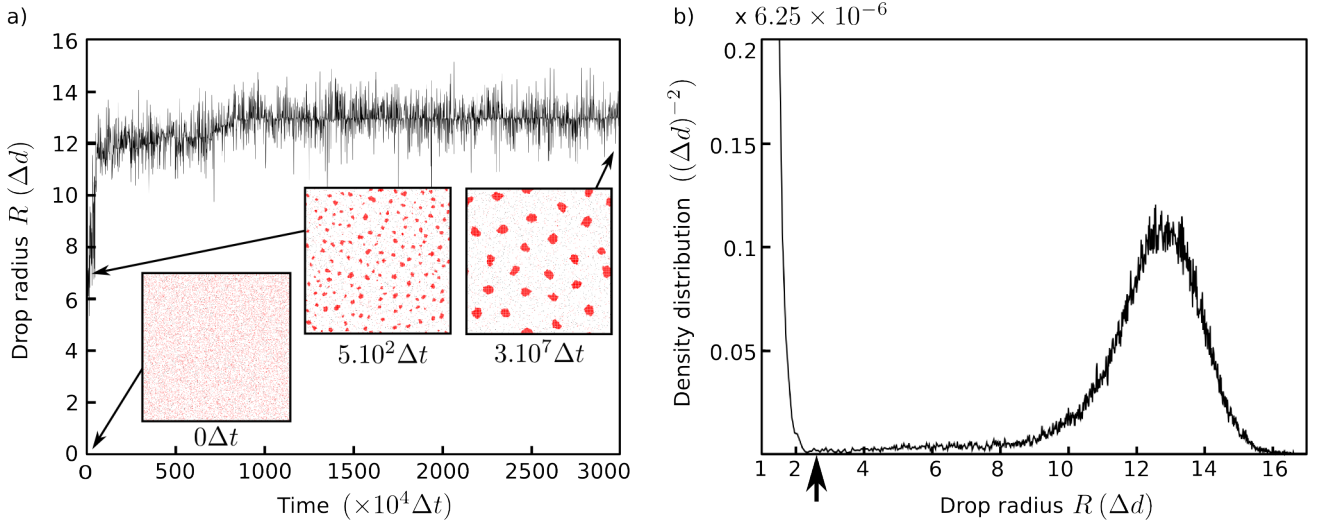 a)
16
14
12
10
8
6
4
2
0
Drop radius R (Δd)
0Δt
5.10²Δt
3.10⁷Δt
0 500 1000 1500 2000 2500 3000
Time (×10⁴Δt)
b) x 6.25 × 10⁻⁶
0.2
0.15
0.1
0.05
Density distribution ((Δd)⁻²)
1 2 4 6 8 10 12 14 16
Drop radius R (Δd)